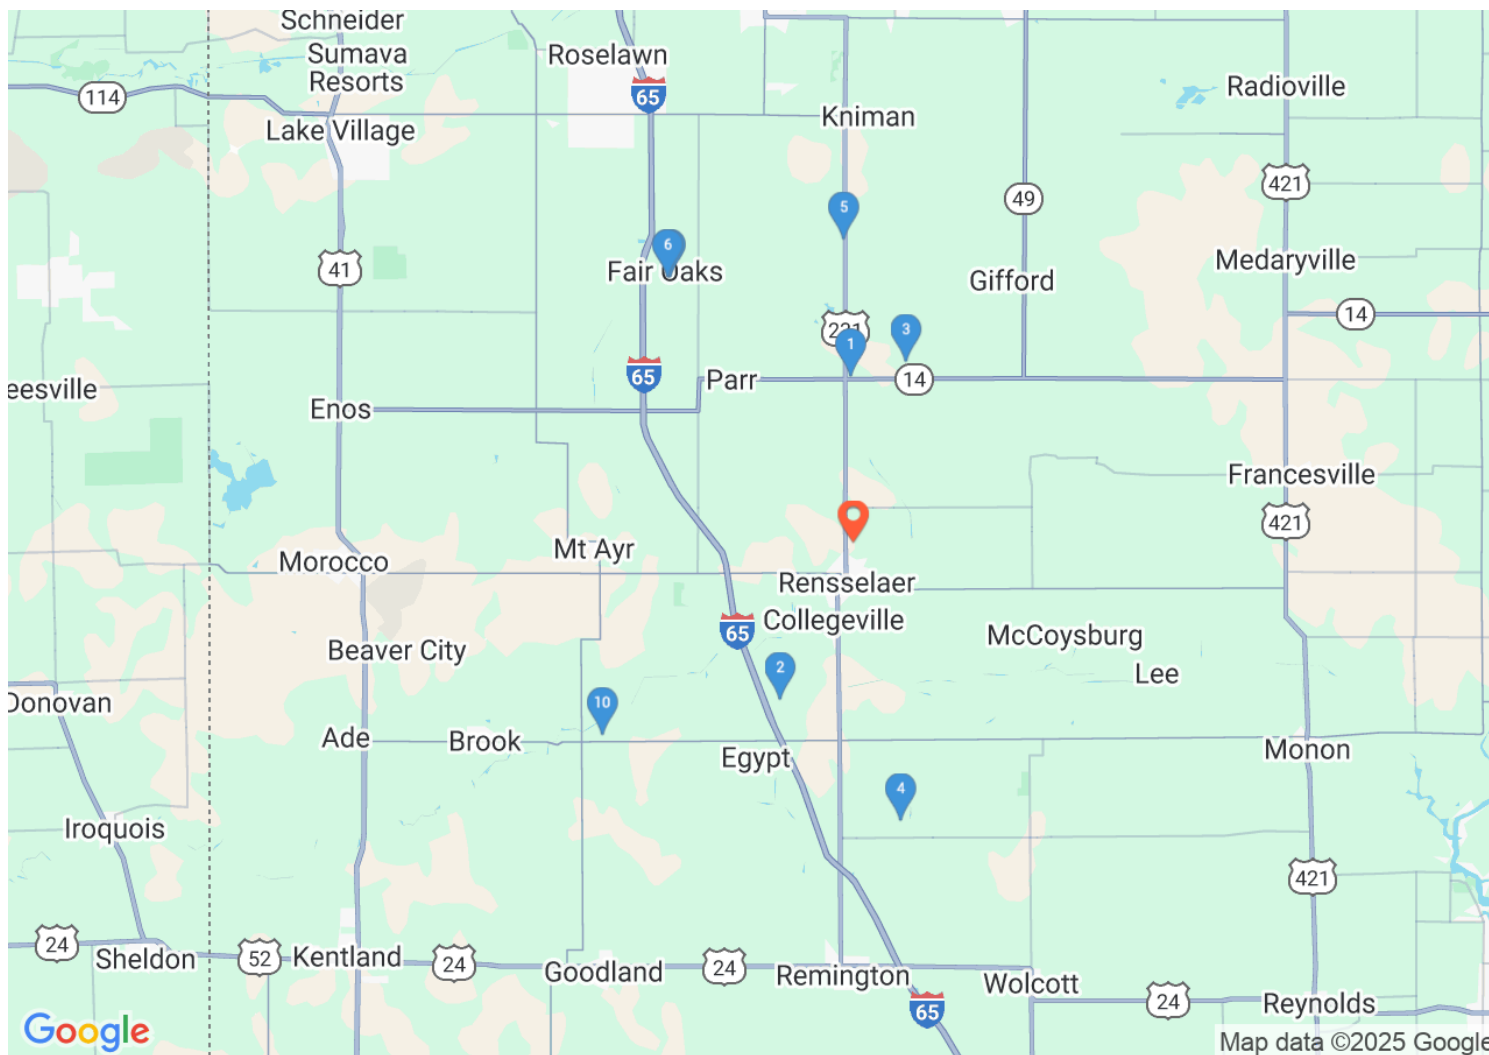 Schneider
Sumava
Resorts
Roselawn
65
114
Radioville
Kniman
Lake Village
421
49
5
6
41
Fair Oaks
Medaryville
Gifford
14
3
1
65
Parr
14
eesville
Enos
Francesville
421
Mt Ayr
Morocco
Rensselaer
Collegeville
65
McCoysburg
Beaver City
2
Lee
Donovan
10
Ade
Brook
Egypt
Monon
4
Iroquois
421
24
Sheldon
52
Kentland
24
Goodland
24
Remington
Wolcott
24
Reynolds
65
Google
Map data ©2025 Google